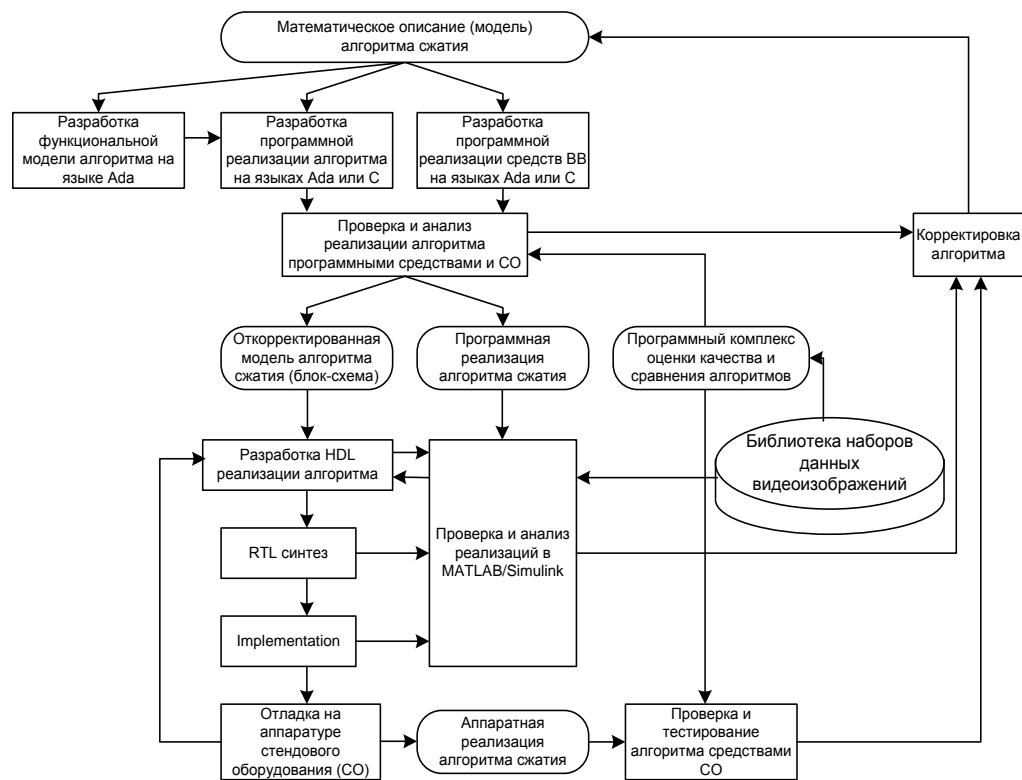 Математическое описание (модель)
алгоритма сжатия
Разработка
функциональной
модели алгоритма на
языке Ada
Разработка
программной
реализации алгоритма
на языках Ada или C
Разработка
программной
реализации средств ВВ
на языках Ada или C
Проверка и анализ
реализации алгоритма
программными средствами и СО
Корректировка
алгоритма
Откорректированная
модель алгоритма
сжатия (блок-схема)
Программная
реализация
алгоритма сжатия
Программный комплекс
оценки качества и
сравнения алгоритмов
Библиотека наборов
данных
видеоизображений
Разработка HDL
реализации алгоритма
Проверка и анализ
реализаций в
MATLAB/Simulink
RTL синтез
Implementation
Отладка на
аппаратуре
стендового
оборудования (СО)
Аппаратная
реализация
алгоритма сжатия
Проверка и
тестирование
алгоритма средствами
СО